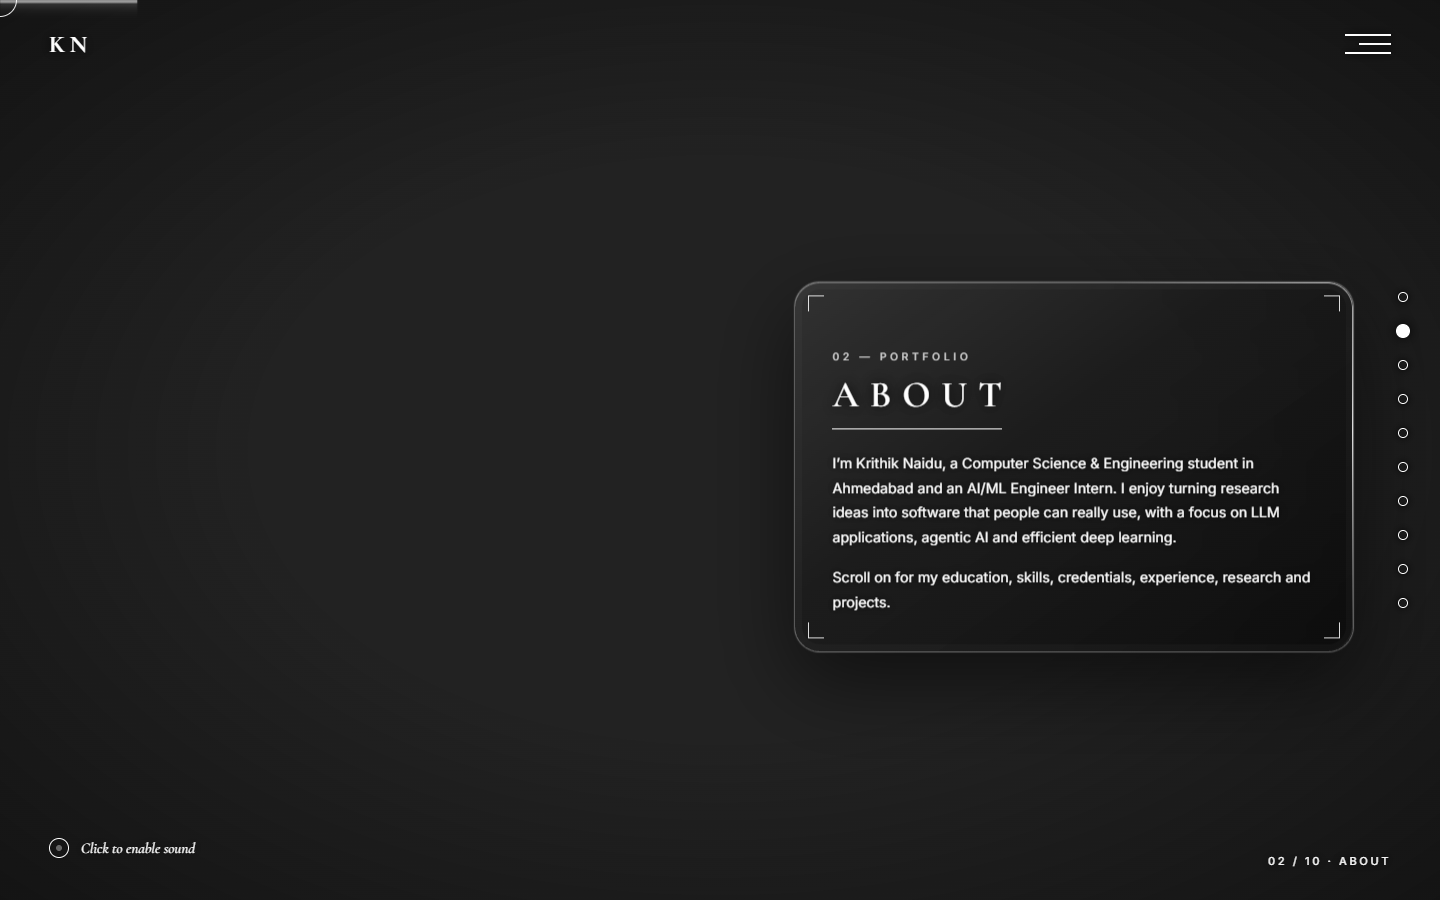 KN
02 — PORTFOLIO
ABOUT
I’m Krithik Naidu, a Computer Science & Engineering student in
Ahmedabad and an AI/ML Engineer Intern. I enjoy turning research
ideas into software that people can really use, with a focus on LLM
applications, agentic AI and efficient deep learning.
Scroll on for my education, skills, credentials, experience, research and
projects.
Click to enable sound
02 / 10 · ABOUT